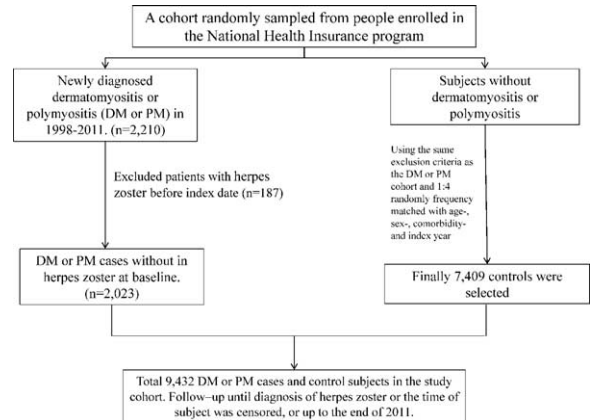 A cohort randomly sampled from people enrolled in
the National Health Insurance program
Newly diagnosed
dermatomyositis or
polymyositis (DM or PM) in
1998-2011. (n=2,210)
Subjects without
dermatomyositis or
polymyositis
Excluded patients with herpes
zoster before index date (n=187)
Using the same
exclusion criteria as
the DM or PM
cohort and 1:4
randomly frequency
matched with age-,
sex-, comorbidity-
and index year
DM or PM cases without in
herpes zoster at baseline.
(n=2,023)
Finally 7,409 controls were
selected
Total 9,432 DM or PM cases and control subjects in the study
cohort. Follow–up until diagnosis of herpes zoster or the time of
subject was censored, or up to the end of 2011.